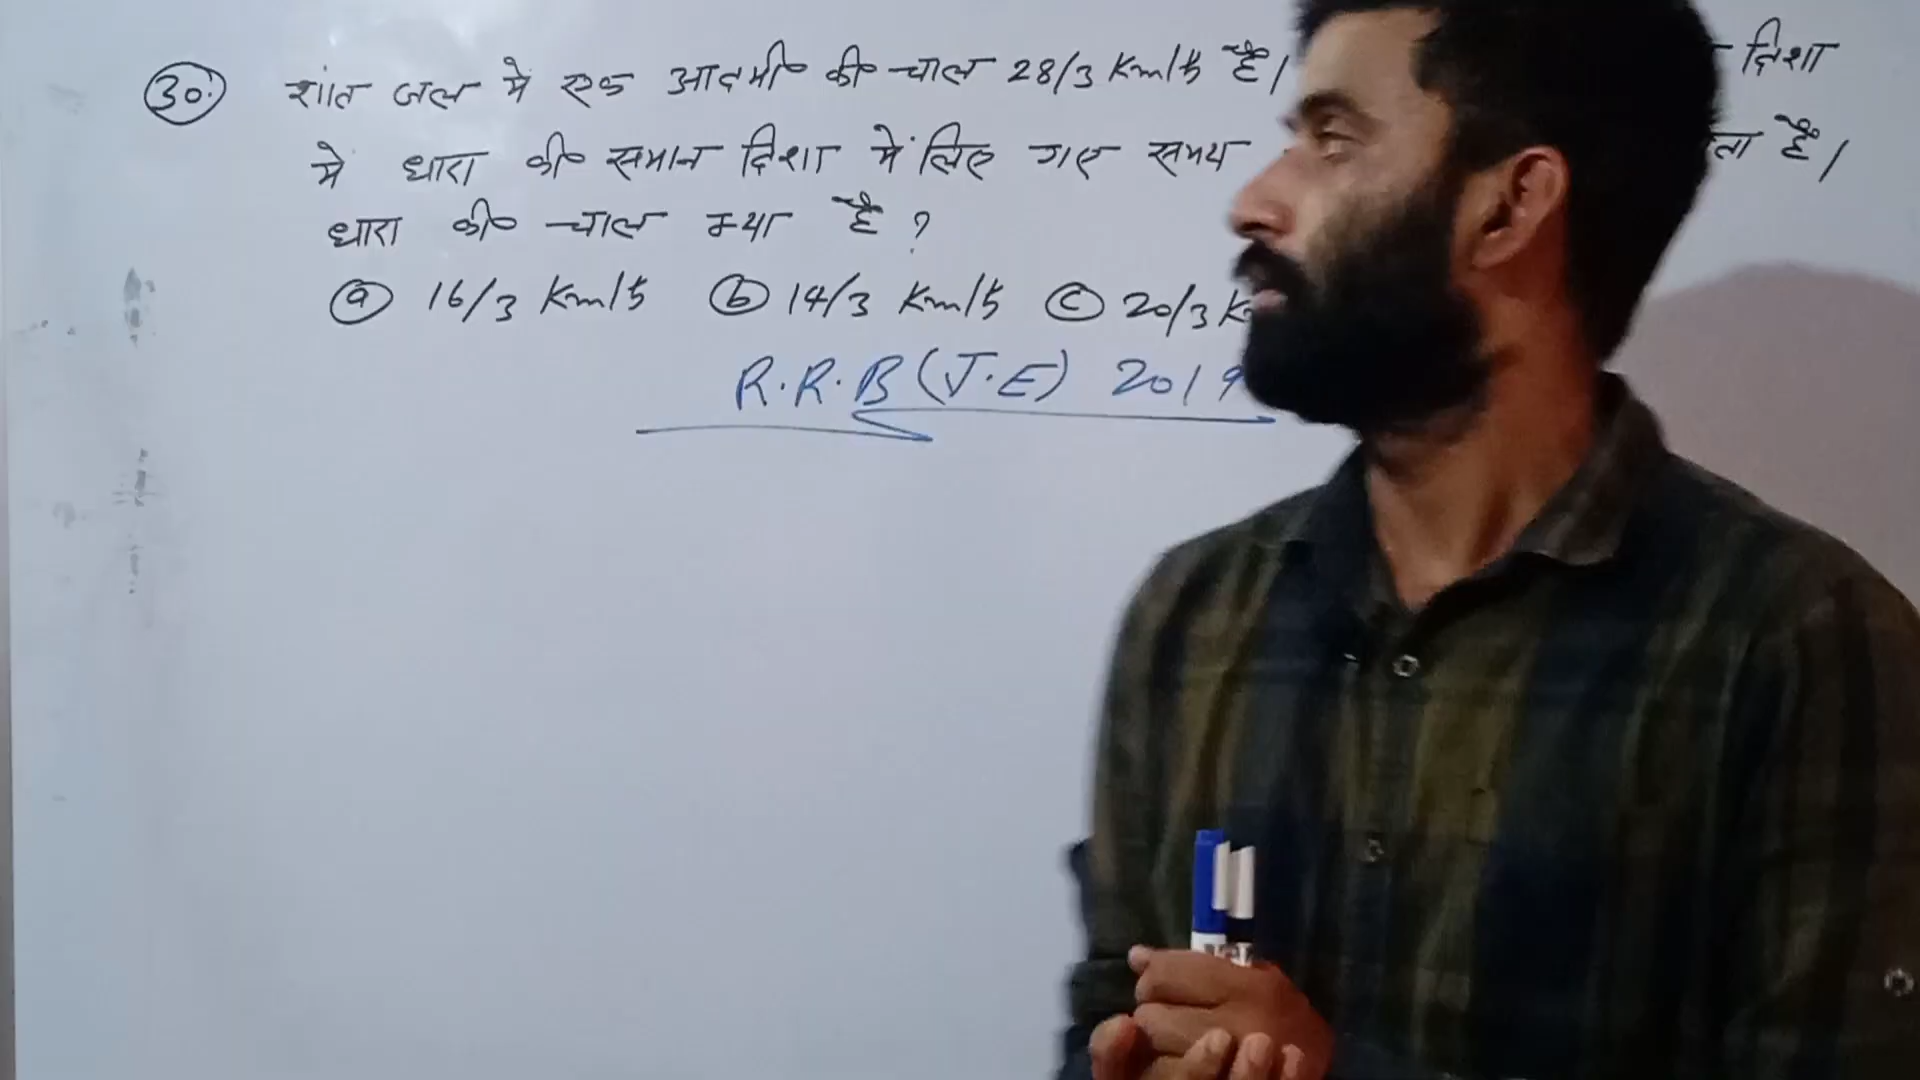 30. शांत जल में एक आदमी की चाल 28/3 Km/h है। दिशा
में धारा की समान दिशा में लिए गए समय ता है।
धारा की चाल क्या है ?
(a) 16/3 Km/h (b) 14/3 Km/h (c) 20/3 K
R.R.B (J.E) 2019